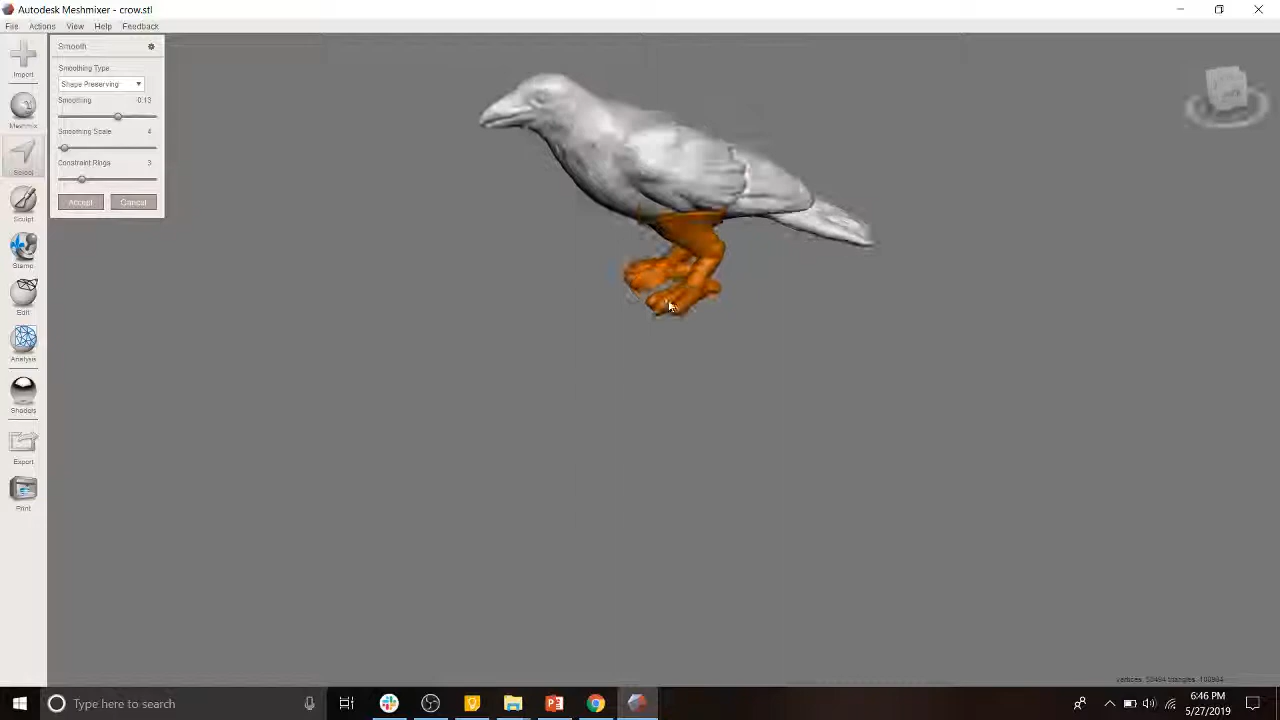 Autodesk Meshmixer - crow.stl
File Actions View Help Feedback
Import
Meshmix
Select
Sculpt
Stamp
Edit
Analysis
Shaders
Export
Print
Smooth
Smoothing Type
Shape Preserving
Smoothing 0.13
Smoothing Scale 4
Constraint Rings 3
Accept Cancel
Type here to search
6:46 PM
5/27/2019